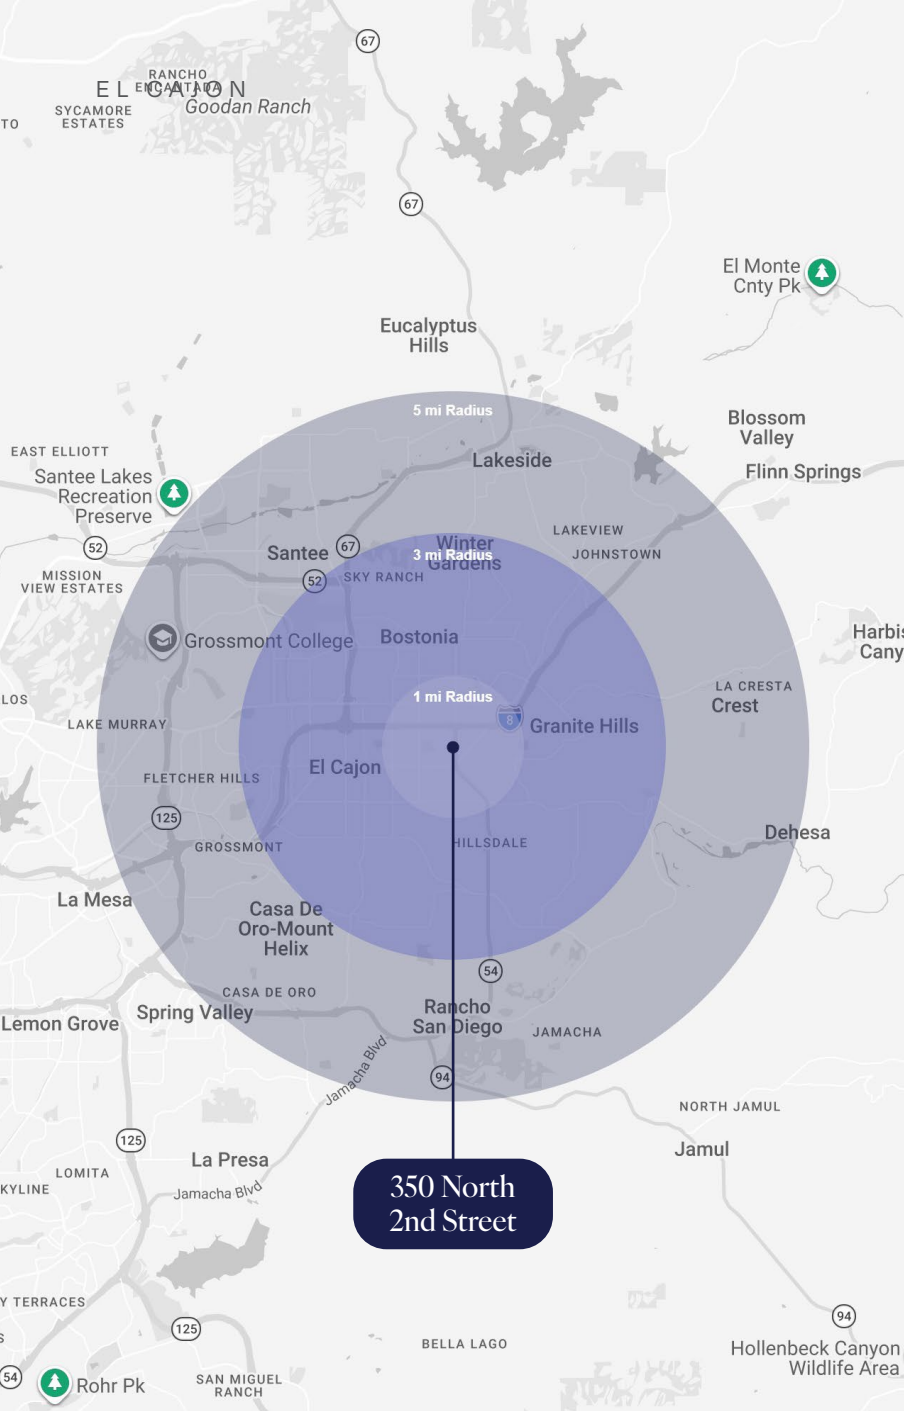 67
RANCHO
ENCANTADA
EL CAJON
Goodan Ranch
SYCAMORE
ESTATES
TO
67
El Monte
Cnty Pk
Eucalyptus
Hills
5 mi Radius
Blossom
Valley
EAST ELLIOTT
Lakeside
Flinn Springs
Santee Lakes
Recreation
Preserve
LAKEVIEW
52
Santee
67
Winter
Gardens
3 mi Radius
JOHNSTOWN
MISSION
VIEW ESTATES
52
SKY RANCH
Grossmont College
Bostonia
Harbis
Cany
LOS
1 mi Radius
LA CRESTA
Crest
LAKE MURRAY
8
Granite Hills
El Cajon
FLETCHER HILLS
125
GROSSMONT
HILLSDALE
Dehesa
La Mesa
Casa De
Oro-Mount
Helix
54
CASA DE ORO
Spring Valley
Rancho
San Diego
Lemon Grove
JAMACHA
Jamacha Blvd
94
NORTH JAMUL
125
Jamul
La Presa
LOMITA
KYLINE
Jamacha Blvd
350 North
2nd Street
Y TERRACES
S
125
94
BELLA LAGO
Hollenbeck Canyon
Wildlife Area
54
Rohr Pk
SAN MIGUEL
RANCH